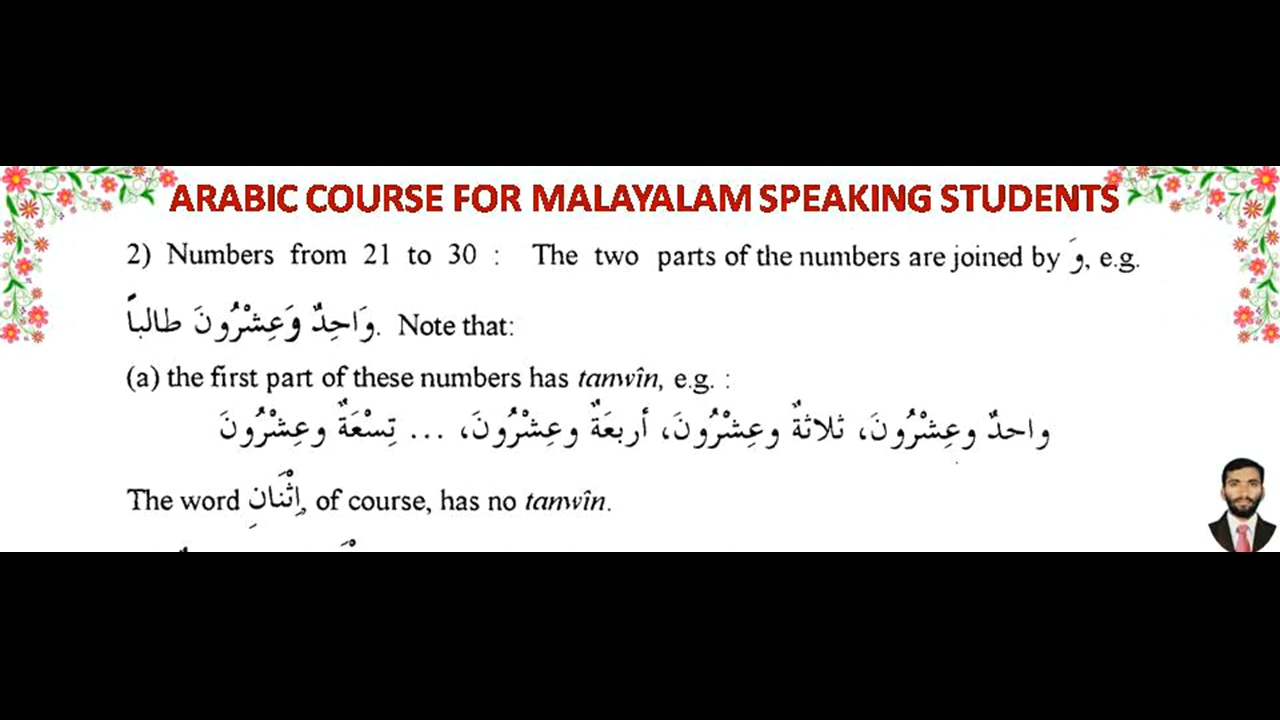 ARABIC COURSE FOR MALAYALAM SPEAKING STUDENTS
2) Numbers from 21 to 30 : The two parts of the numbers are joined by وَ, e.g.
وَاحِدٌ وَعِشْرُونَ طالباً. Note that:
(a) the first part of these numbers has tanwîn, e.g. :
واحدٌ وعِشْرُونَ، ثلاثةٌ وعِشْرُونَ، أربعَةٌ وعِشْرُونَ، ... تِسْعَةٌ وعِشْرُونَ
The word اِثْنَانِ, of course, has no tanwîn.